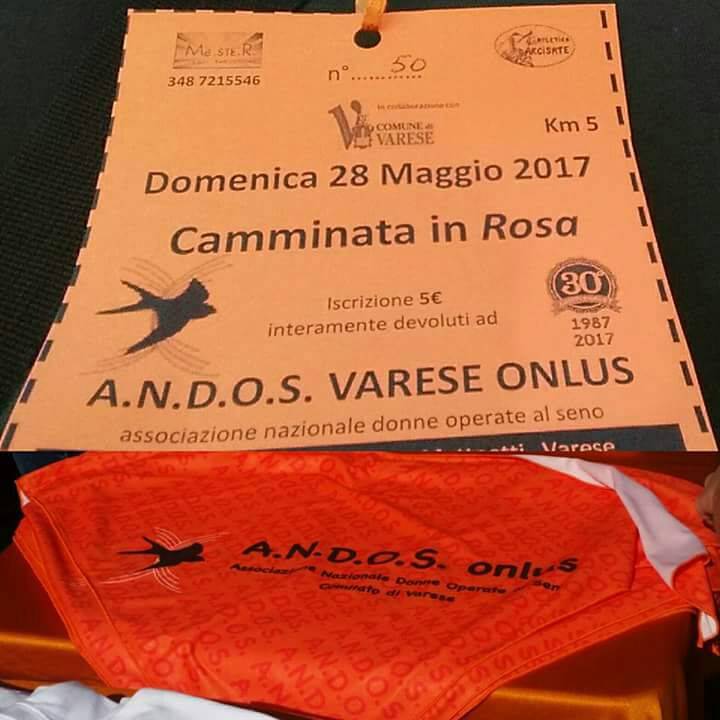 Ma.STE.R.
348 7215546
n°............ 50
ATLETICA
ARCISATE
In collaborazione con
COMUNE di
VARESE
Km 5
Domenica 28 Maggio 2017
Camminata in Rosa
Iscrizione 5€
interamente devoluti ad
30°
1987
2017
A.N.D.O.S. VARESE ONLUS
associazione nazionale donne operate al seno
Varese
A.N.D.O.S. onlus
Associazione Nazionale Donne Operate Seno
Comitato di Varese